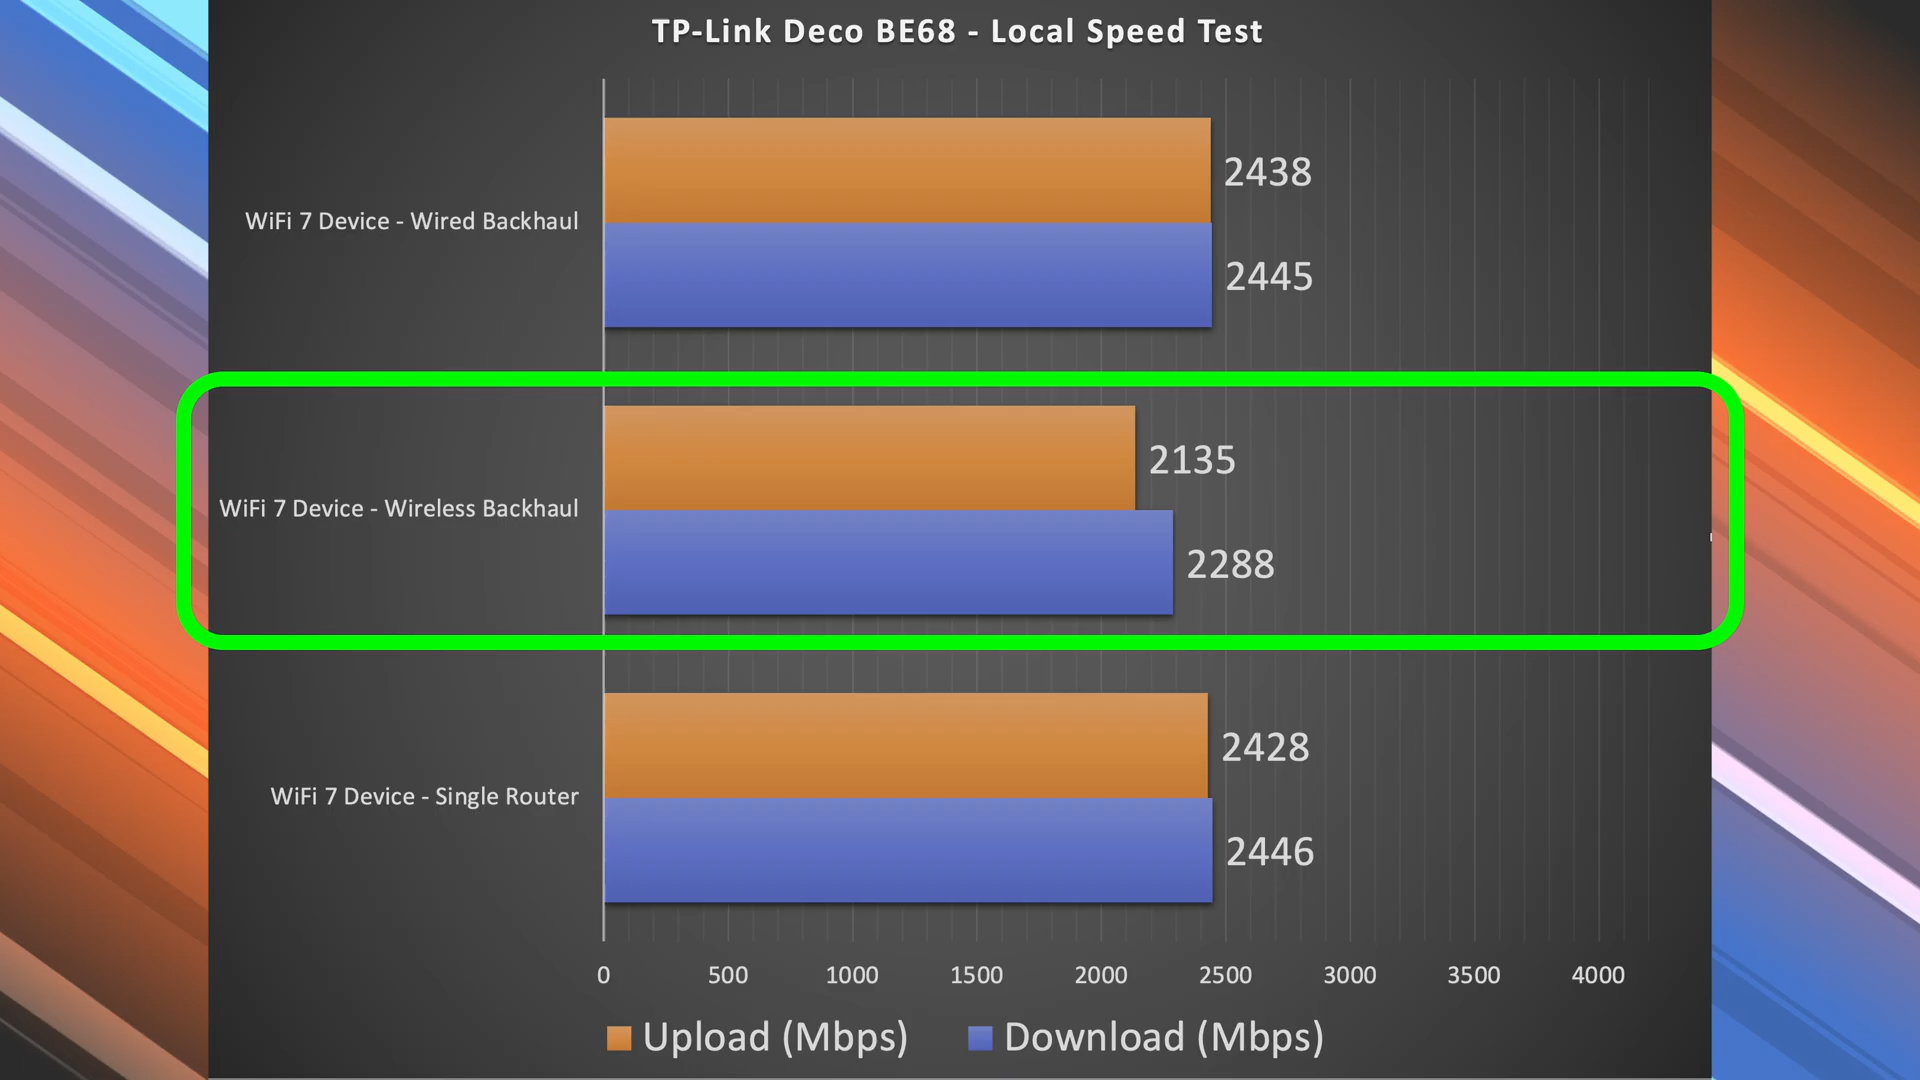 TP-Link Deco BE68 - Local Speed Test
2438
WiFi 7 Device - Wired Backhaul
2445
2135
WiFi 7 Device - Wireless Backhaul
2288
2428
WiFi 7 Device - Single Router
2446
0 500 1000 1500 2000 2500 3000 3500 4000
Upload (Mbps) Download (Mbps)